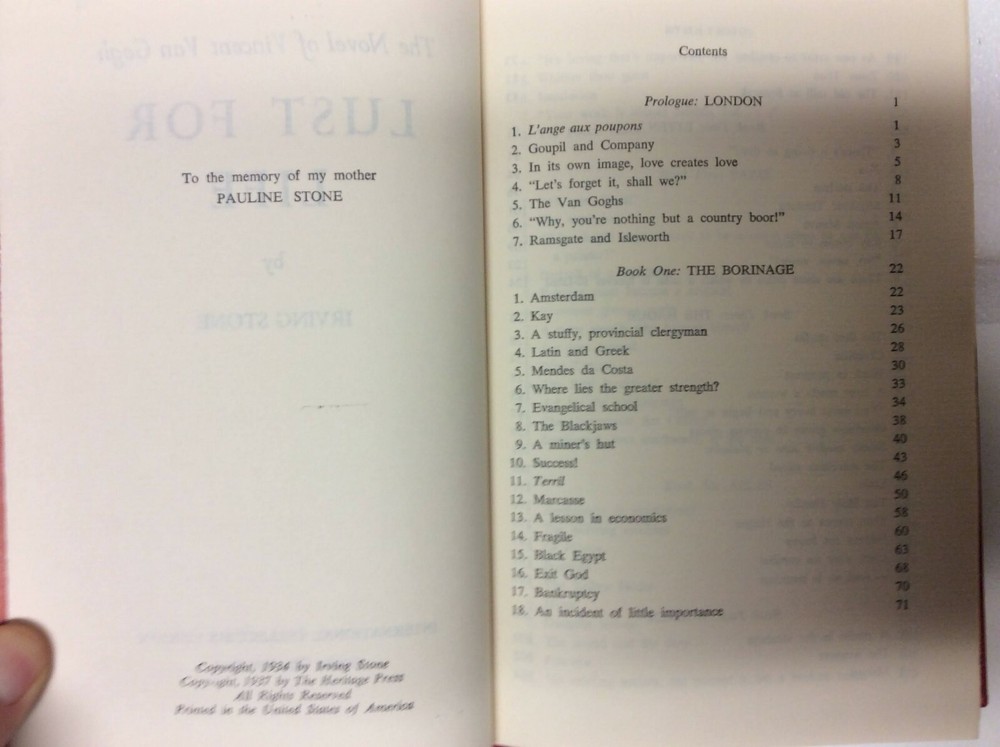 To the memory of my mother
PAULINE STONE
Copyright, 1934 by Irving Stone
Copyright, 1937 by The Heritage Press
All Rights Reserved
Printed in the United States of America
Contents
Prologue: LONDON 1
1. L'ange aux poupons 1
2. Goupil and Company 3
3. In its own image, love creates love 5
4. "Let's forget it, shall we?" 8
5. The Van Goghs 11
6. "Why, you're nothing but a country boor!" 14
7. Ramsgate and Isleworth 17
Book One: THE BORINAGE 22
1. Amsterdam 22
2. Kay 23
3. A stuffy, provincial clergyman 26
4. Latin and Greek 28
5. Mendes da Costa 30
6. Where lies the greater strength? 33
7. Evangelical school 34
8. The Blackjaws 38
9. A miner's hut 40
10. Success! 43
11. Terril 46
12. Marcasse 50
13. A lesson in economics 58
14. Fragile 60
15. Black Egypt 63
16. Exit God 68
17. Bankruptcy 70
18. An incident of little importance 71